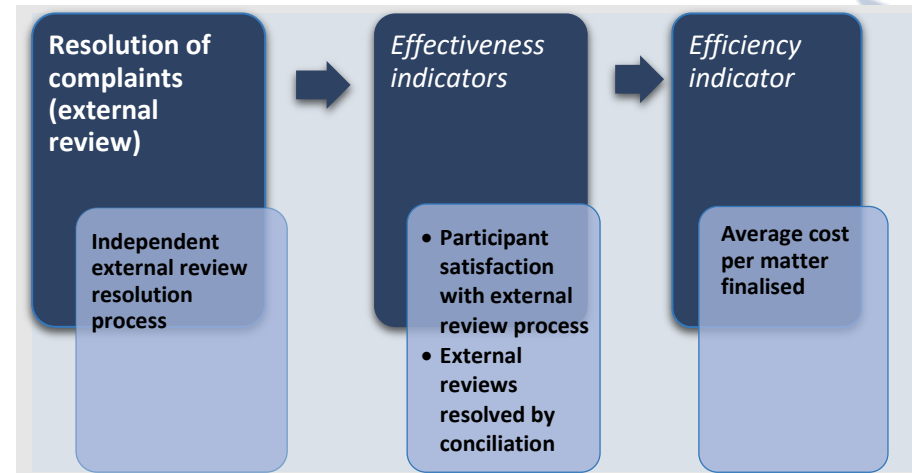 Resolution of
complaints
(external
review)
Independent
external review
resolution
process
Effectiveness
indicators
• Participant
satisfaction
with external
review process
• External
reviews
resolved by
conciliation
Efficiency
indicator
Average cost
per matter
finalised